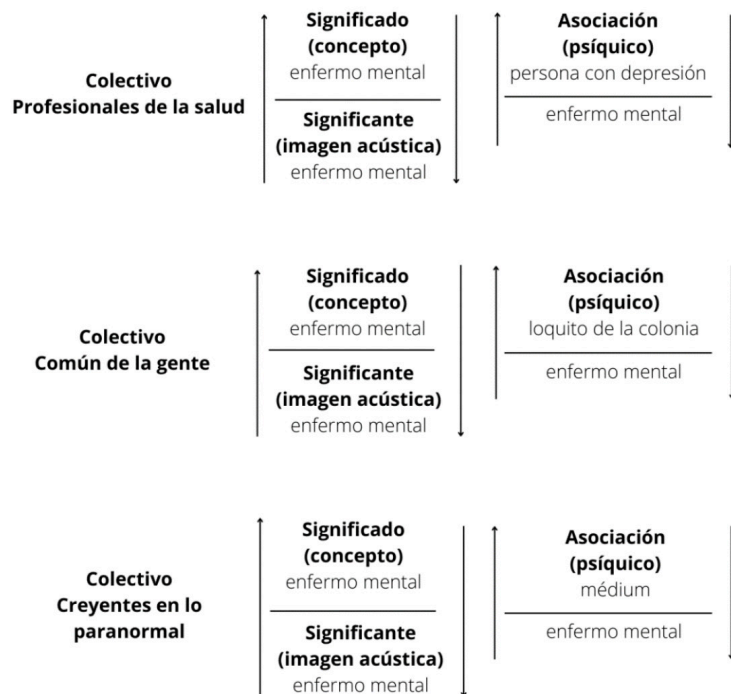 Colectivo
Profesionales de la salud
Significado
(concepto)
enfermo mental
Significante
(imagen acústica)
enfermo mental
Asociación
(psíquico)
persona con depresión
enfermo mental
Colectivo
Común de la gente
Significado
(concepto)
enfermo mental
Significante
(imagen acústica)
enfermo mental
Asociación
(psíquico)
loquito de la colonia
enfermo mental
Colectivo
Creyentes en lo
paranormal
Significado
(concepto)
enfermo mental
Significante
(imagen acústica)
enfermo mental
Asociación
(psíquico)
médium
enfermo mental